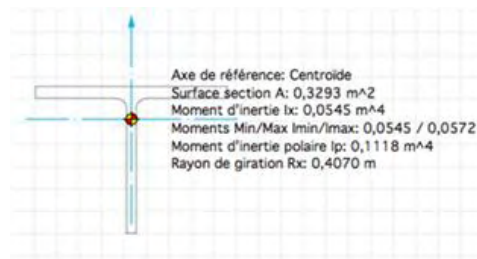 Axe de référence: Centroïde
Surface section A: 0,3293 m^2
Moment d'inertie Ix: 0,0545 m^4
Moments Min/Max Imin/Imax: 0,0545 / 0,0572
Moment d'inertie polaire Ip: 0,1118 m^4
Rayon de giration Rx: 0,4070 m